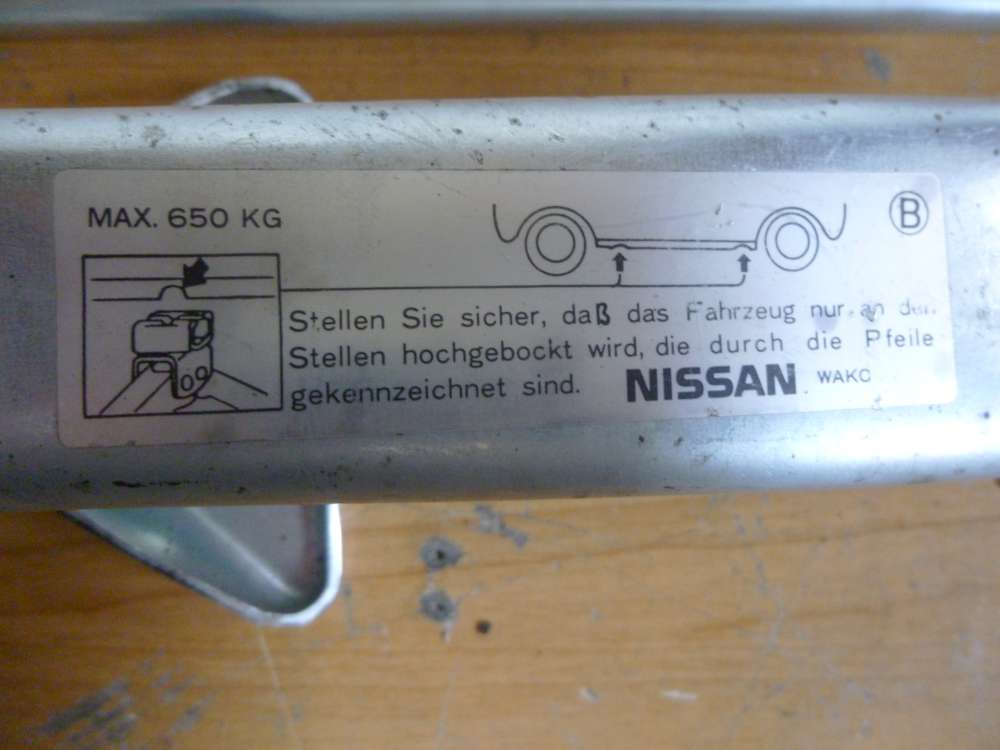 MAX. 650 KG
B
Stellen Sie sicher, daß das Fahrzeug nur an den
Stellen hochgebockt wird, die durch die Pfeile
gekennzeichnet sind.
NISSAN WAKO